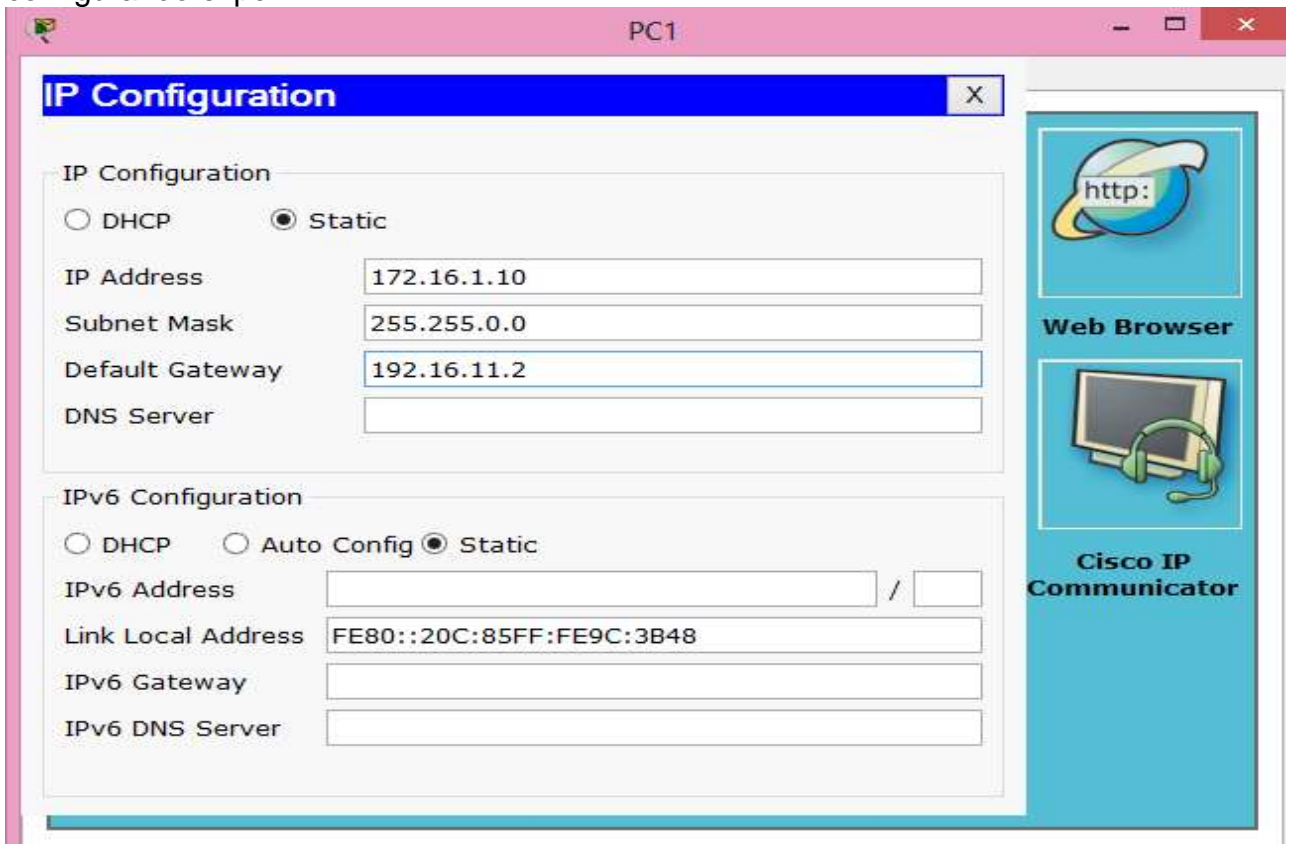 PC1
IP Configuration X
IP Configuration
DHCP Static
IP Address 172.16.1.10
Subnet Mask 255.255.0.0
Default Gateway 192.16.11.2
DNS Server
IPv6 Configuration
DHCP Auto Config Static
IPv6 Address /
Link Local Address FE80::20C:85FF:FE9C:3B48
IPv6 Gateway
IPv6 DNS Server
http:
Web Browser
Cisco IP
Communicator